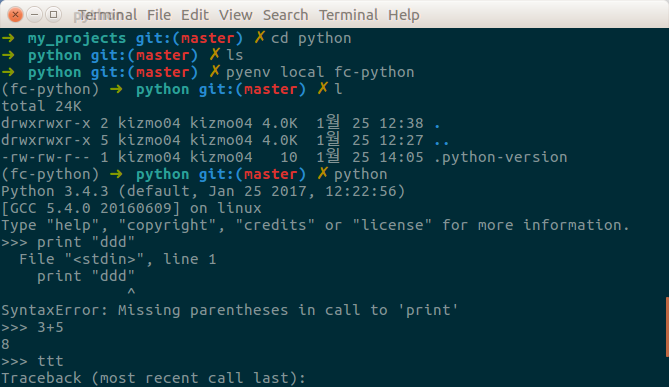 python Terminal File Edit View Search Terminal Help
➜ my_projects git:(master) ✗ cd python
➜ python git:(master) ✗ ls
➜ python git:(master) ✗ pyenv local fc-python
(fc-python) ➜ python git:(master) ✗ l
total 24K
drwxrwxr-x 2 kizmo04 kizmo04 4.0K 1월 25 12:38 .
drwxrwxr-x 5 kizmo04 kizmo04 4.0K 1월 25 12:27 ..
-rw-rw-r-- 1 kizmo04 kizmo04 10 1월 25 14:05 .python-version
(fc-python) ➜ python git:(master) ✗ python
Python 3.4.3 (default, Jan 25 2017, 12:22:56)
[GCC 5.4.0 20160609] on linux
Type "help", "copyright", "credits" or "license" for more information.
>>> print "ddd"
  File "<stdin>", line 1
    print "ddd"
              ^
SyntaxError: Missing parentheses in call to 'print'
>>> 3+5
8
>>> ttt
Traceback (most recent call last):